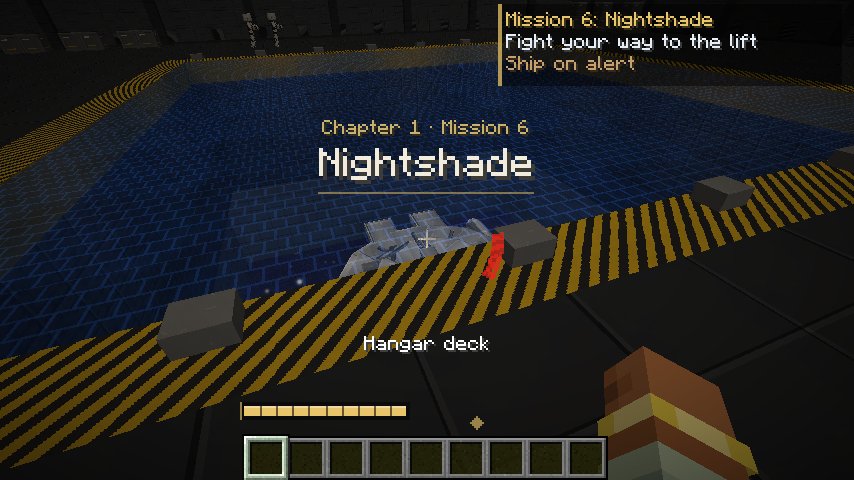 Mission 6: Nightshade
Fight your way to the lift
Ship on alert
Chapter 1 · Mission 6
Nightshade
Hangar deck